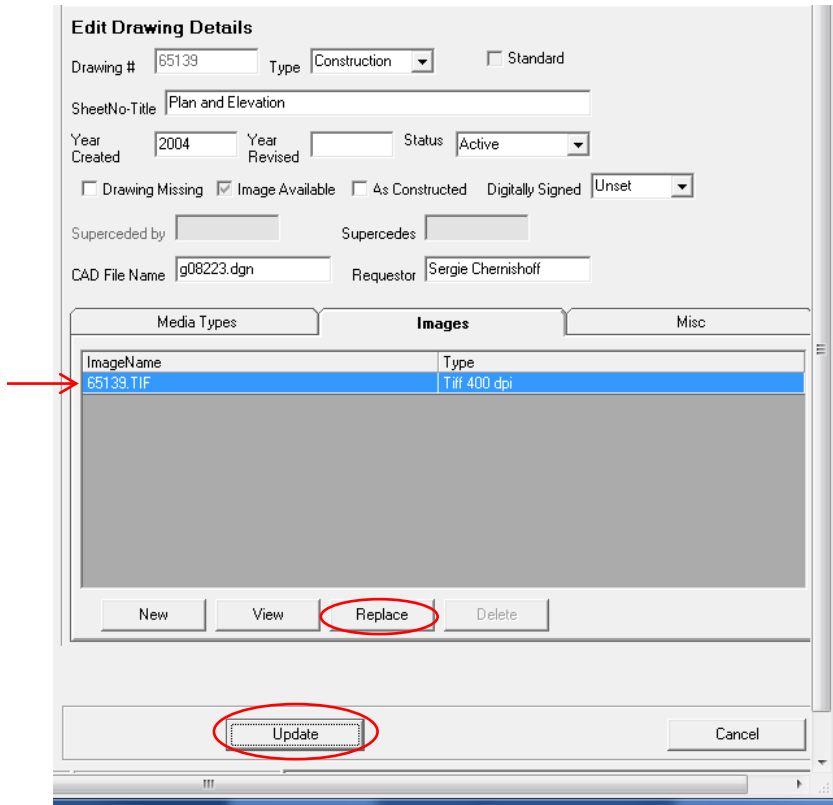 Edit Drawing Details
Drawing # 65139 Type Construction Standard
SheetNo-Title Plan and Elevation
Year Created 2004 Year Revised Status Active
Drawing Missing Image Available As Constructed Digitally Signed Unset
Superceded by Supercedes
CAD File Name g08223.dgn Requestor Sergie Chernishoff
Media Types Images Misc
ImageName Type
65139.TIF Tiff 400 dpi
New View Replace Delete
Update Cancel